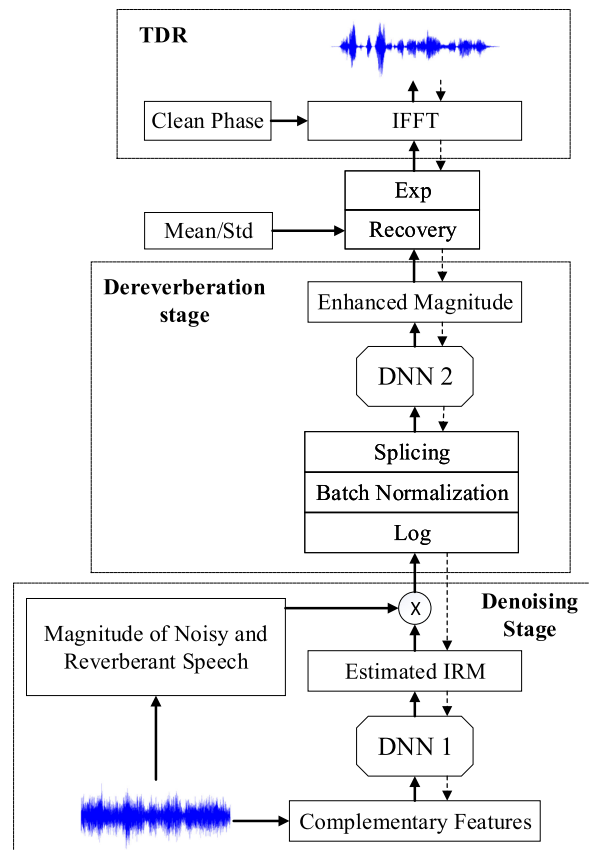 TDR
Clean Phase
IFFT
Exp
Mean/Std
Recovery
Dereverberation
stage
Enhanced Magnitude
DNN 2
Splicing
Batch Normalization
Log
Denoising
Stage
X
Magnitude of Noisy and
Reverberant Speech
Estimated IRM
DNN 1
Complementary Features